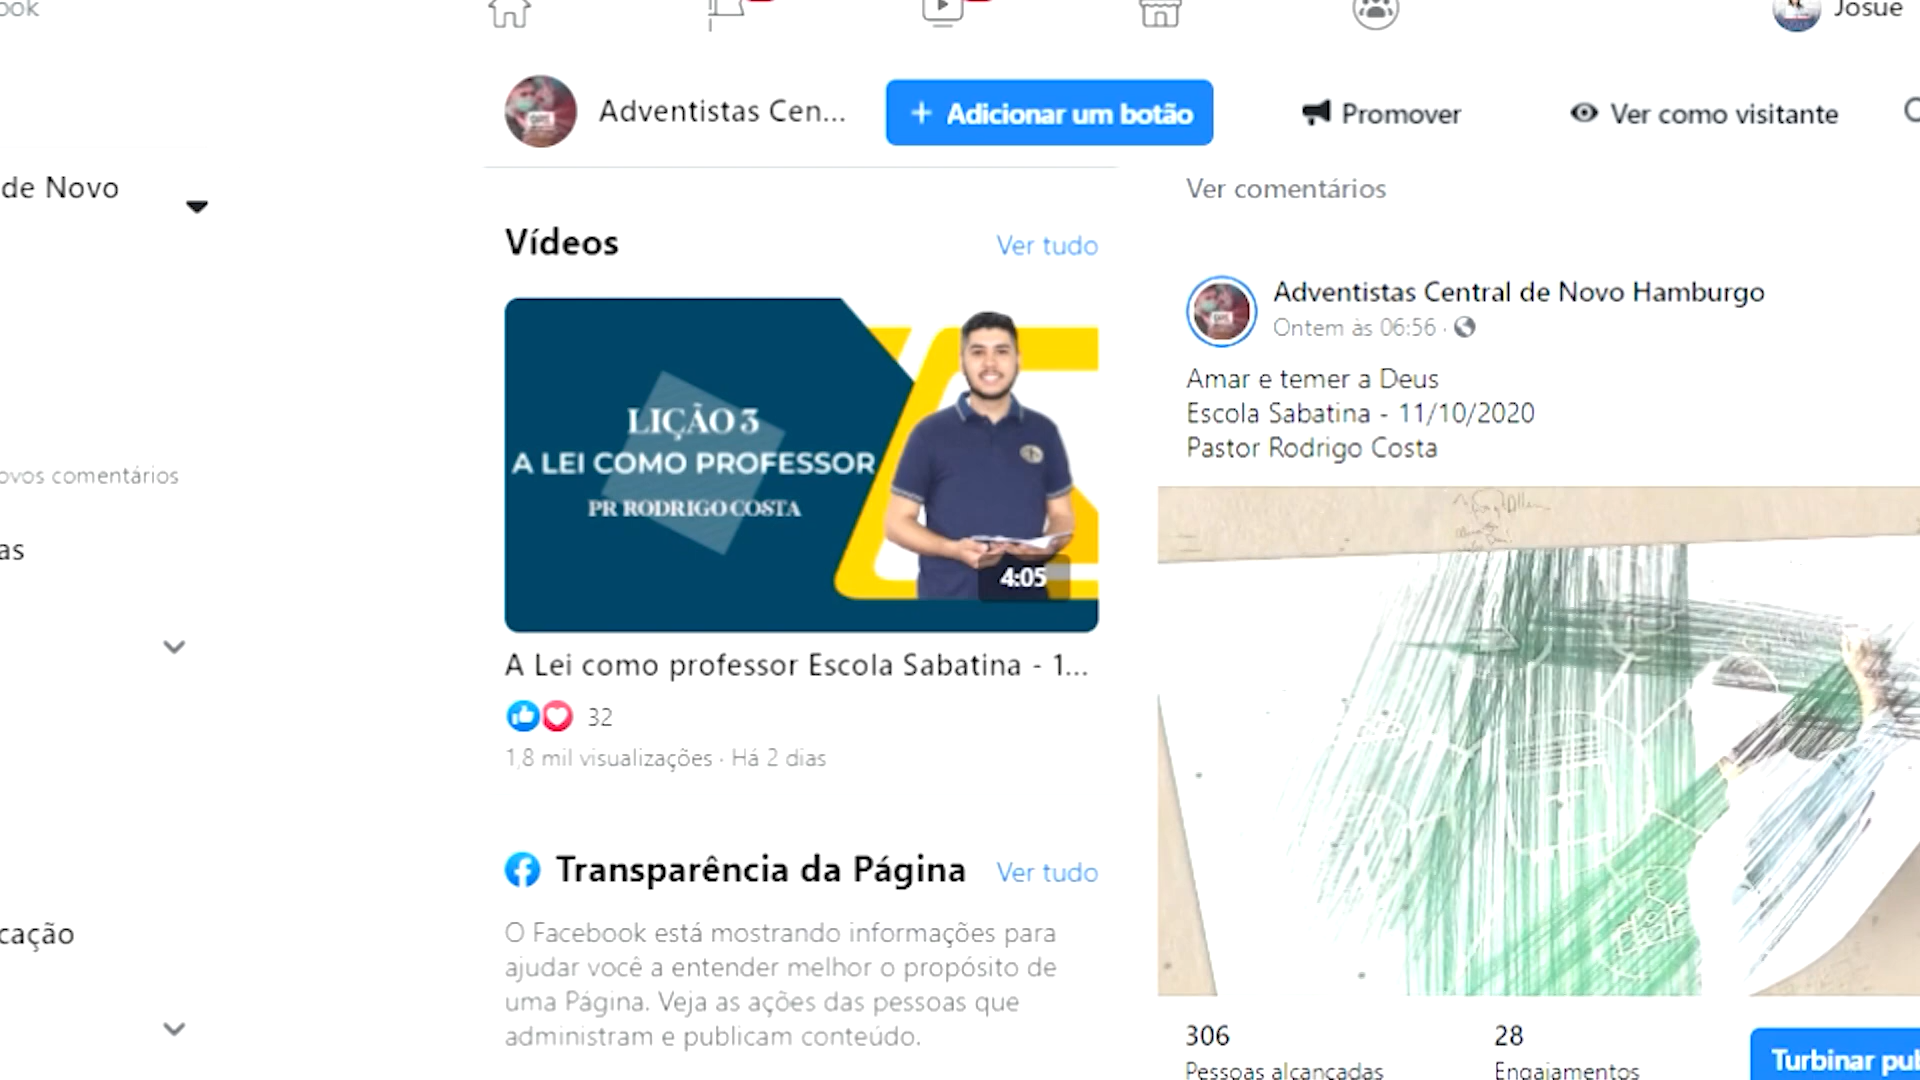 ook
Josue
Adventistas Cen...
+ Adicionar um botão
Promover
Ver como visitante
de Novo
ovos comentários
as
cação
Vídeos
Ver tudo
LIÇÃO 3
A LEI COMO PROFESSOR
PR RODRIGO COSTA
4:05
A Lei como professor Escola Sabatina - 1...
32
1,8 mil visualizações · Há 2 dias
Transparência da Página
Ver tudo
O Facebook está mostrando informações para
ajudar você a entender melhor o propósito de
uma Página. Veja as ações das pessoas que
administram e publicam conteúdo.
Ver comentários
Adventistas Central de Novo Hamburgo
Ontem às 06:56 ·
Amar e temer a Deus
Escola Sabatina - 11/10/2020
Pastor Rodrigo Costa
306
Pessoas alcançadas
28
Engajamentos
Turbinar pub